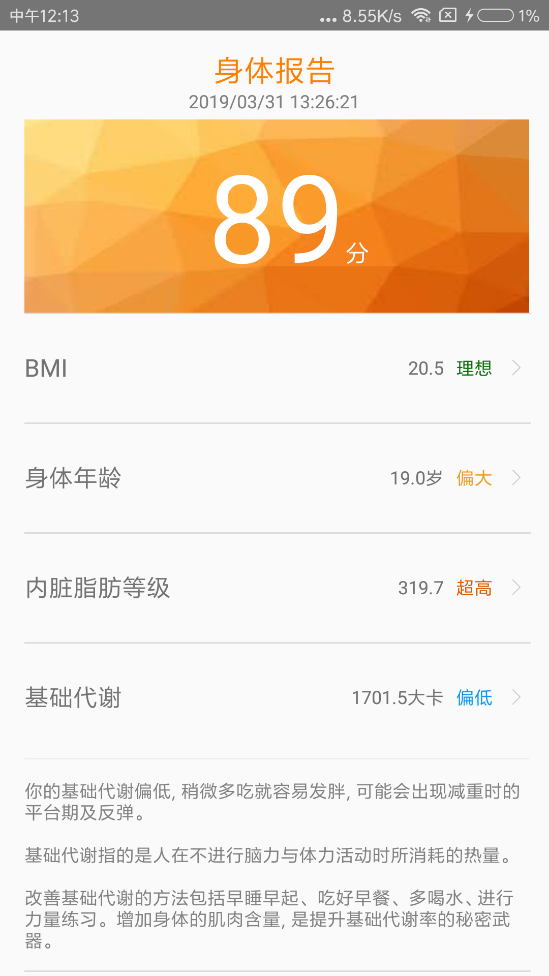 中午12:13
... 8.55K/s 1%
身体报告
2019/03/31 13:26:21
89分
BMI 20.5 理想
身体年龄 19.0岁 偏大
内脏脂肪等级 319.7 超高
基础代谢 1701.5大卡 偏低
你的基础代谢偏低, 稍微多吃就容易发胖, 可能会出现减重时的
平台期及反弹。
基础代谢指的是人在不进行脑力与体力活动时所消耗的热量。
改善基础代谢的方法包括早睡早起、吃好早餐、多喝水、进行
力量练习。增加身体的肌肉含量, 是提升基础代谢率的秘密武
器。